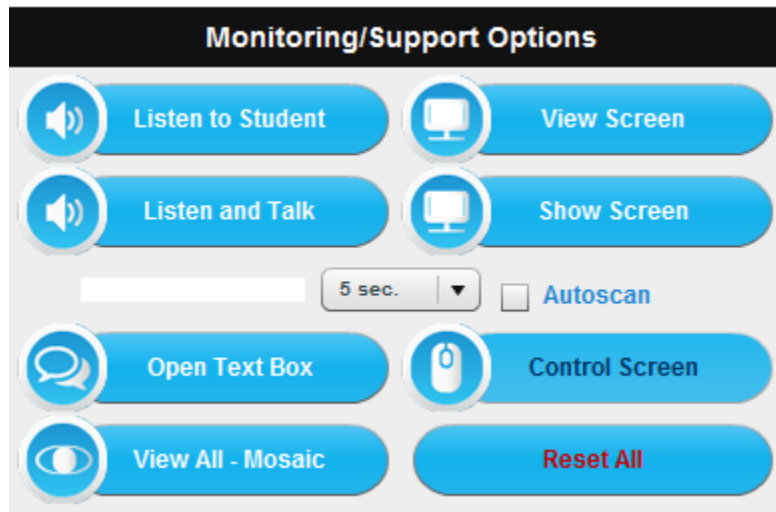 Monitoring/Support Options
Listen to Student
View Screen
Listen and Talk
Show Screen
5 sec.
Autoscan
Open Text Box
Control Screen
View All - Mosaic
Reset All